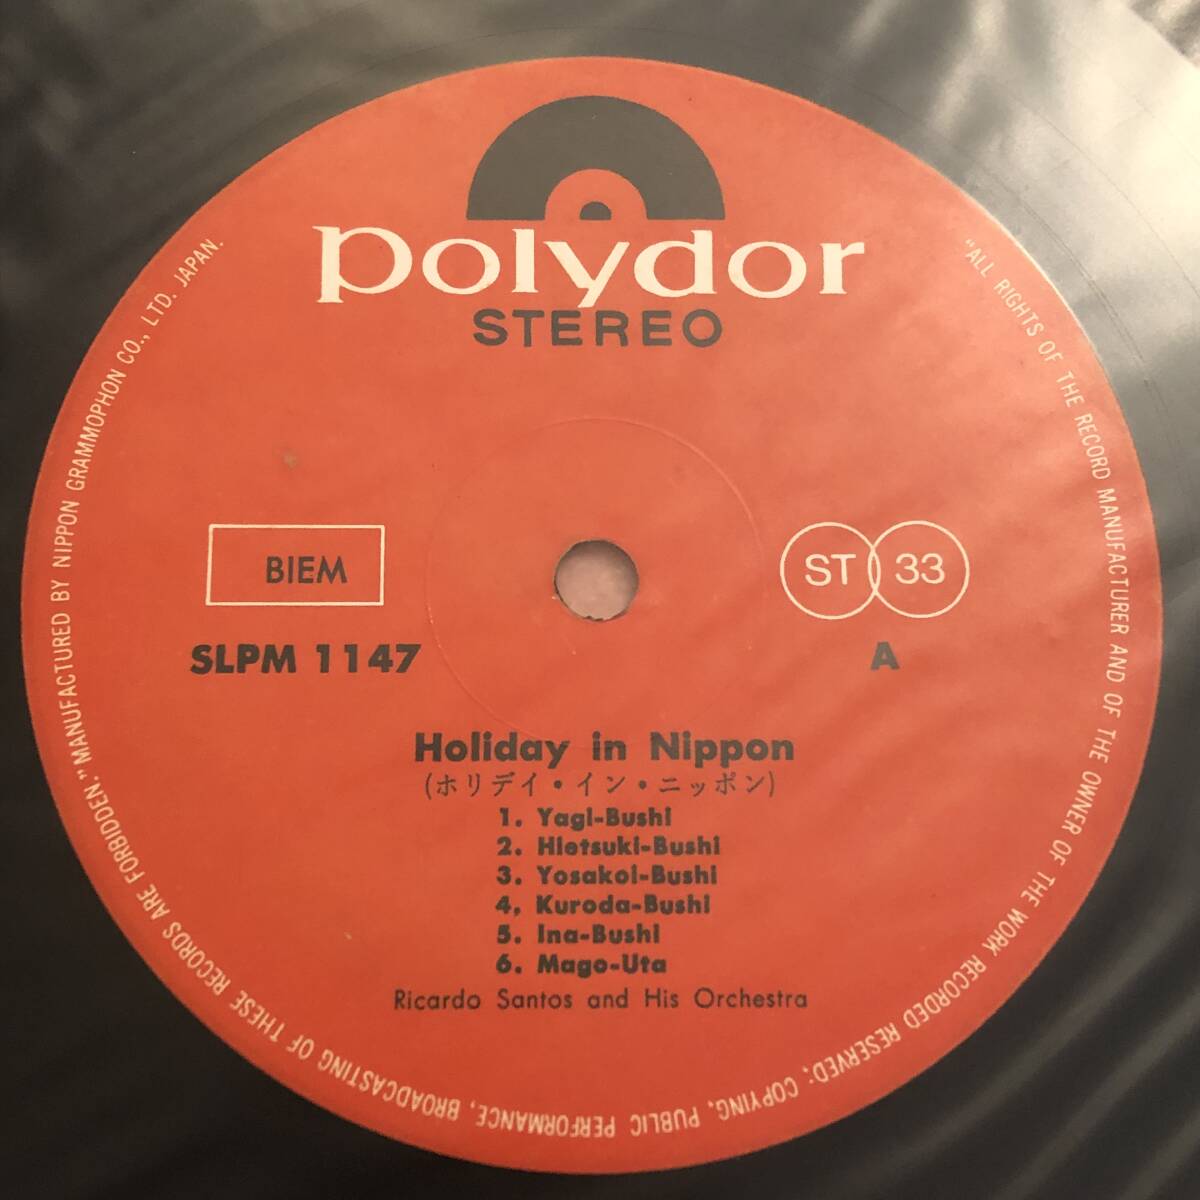 polydor
STEREO
BIEM
ST 33
SLPM 1147
A
Holiday in Nippon
(ホリデイ・イン・ニッポン)
1. Yagi-Bushi
2. Hietsuki-Bushi
3. Yosakoi-Bushi
4, Kuroda-Bushi
5. Ina-Bushi
6. Mago-Uta
Ricardo Santos and His Orchestra
"ALL RIGHTS OF THE RECORD MANUFACTURER AND OF THE OWNER OF THE WORK RECORDED RESERVED; COPYING, PUBLIC PERFORMANCE, BROADCASTING OF THESE RECORDS ARE FORBIDDEN." MANUFACTURED BY NIPPON GRAMMOPHON CO., LTD. JAPAN.